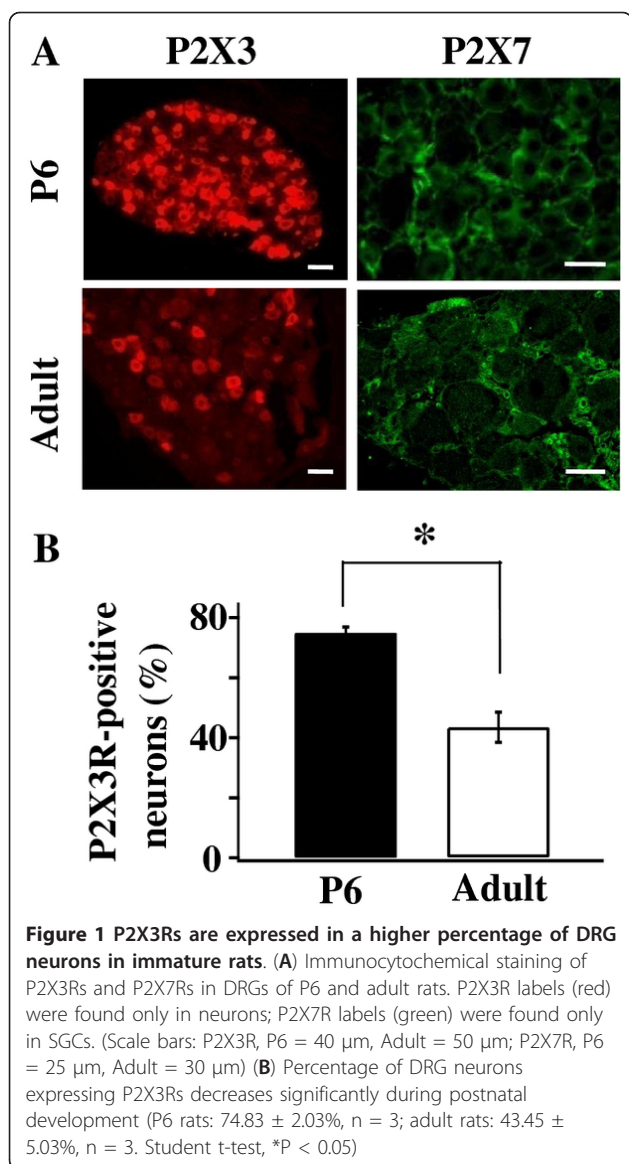 A
P2X3
P2X7
P6
Adult
B
*
P2X3R-positive
neurons (%)
80
40
0
P6
Adult
Figure 1 P2X3Rs are expressed in a higher percentage of DRG
neurons in immature rats. (A) Immunocytochemical staining of
P2X3Rs and P2X7Rs in DRGs of P6 and adult rats. P2X3R labels (red)
were found only in neurons; P2X7R labels (green) were found only
in SGCs. (Scale bars: P2X3R, P6 = 40 μm, Adult = 50 μm; P2X7R, P6
= 25 μm, Adult = 30 μm) (B) Percentage of DRG neurons
expressing P2X3Rs decreases significantly during postnatal
development (P6 rats: 74.83 ± 2.03%, n = 3; adult rats: 43.45 ±
5.03%, n = 3. Student t-test, *P < 0.05)